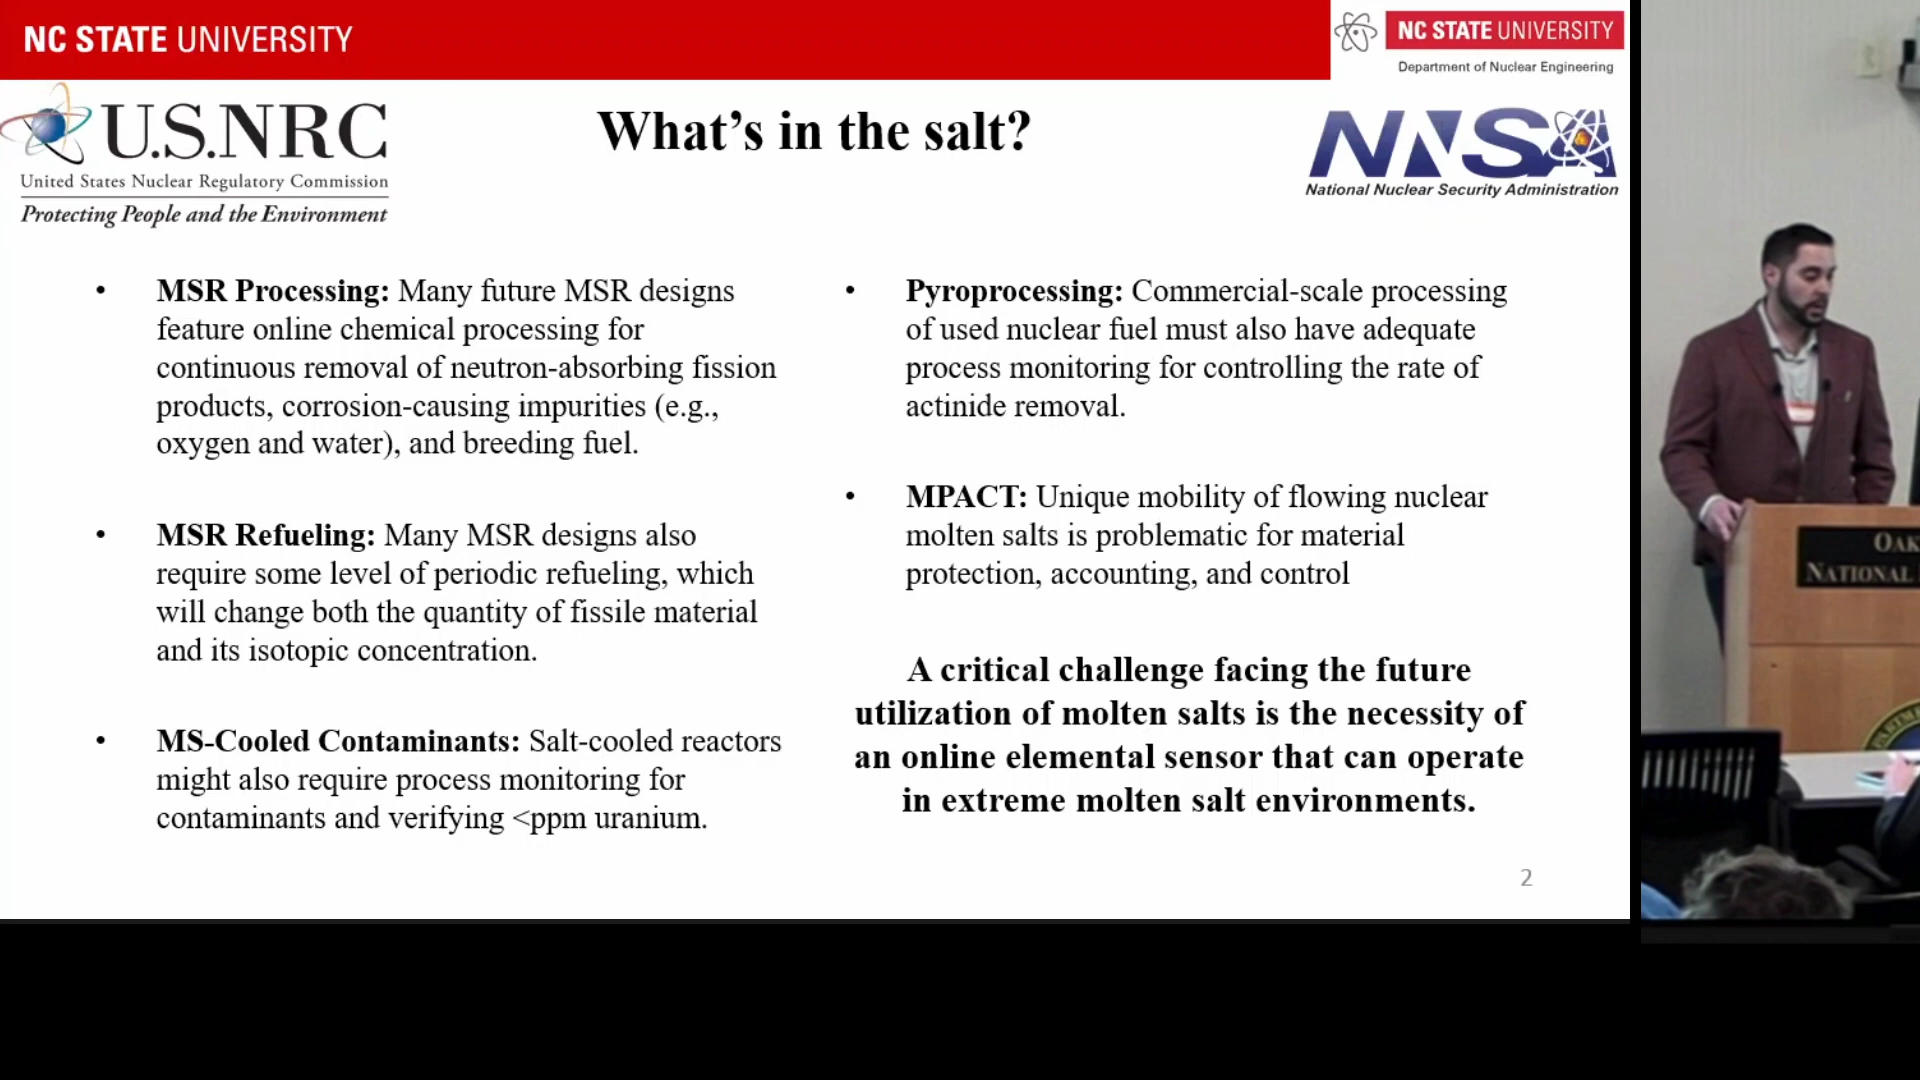 NC STATE UNIVERSITY
NC STATE UNIVERSITY
Department of Nuclear Engineering
U.S.NRC
United States Nuclear Regulatory Commission
Protecting People and the Environment
What's in the salt?
NNSA
National Nuclear Security Administration
• MSR Processing: Many future MSR designs
feature online chemical processing for
continuous removal of neutron-absorbing fission
products, corrosion-causing impurities (e.g.,
oxygen and water), and breeding fuel.
• MSR Refueling: Many MSR designs also
require some level of periodic refueling, which
will change both the quantity of fissile material
and its isotopic concentration.
• MS-Cooled Contaminants: Salt-cooled reactors
might also require process monitoring for
contaminants and verifying <ppm uranium.
• Pyroprocessing: Commercial-scale processing
of used nuclear fuel must also have adequate
process monitoring for controlling the rate of
actinide removal.
• MPACT: Unique mobility of flowing nuclear
molten salts is problematic for material
protection, accounting, and control
A critical challenge facing the future
utilization of molten salts is the necessity of
an online elemental sensor that can operate
in extreme molten salt environments.
2
OAK
NATIONAL